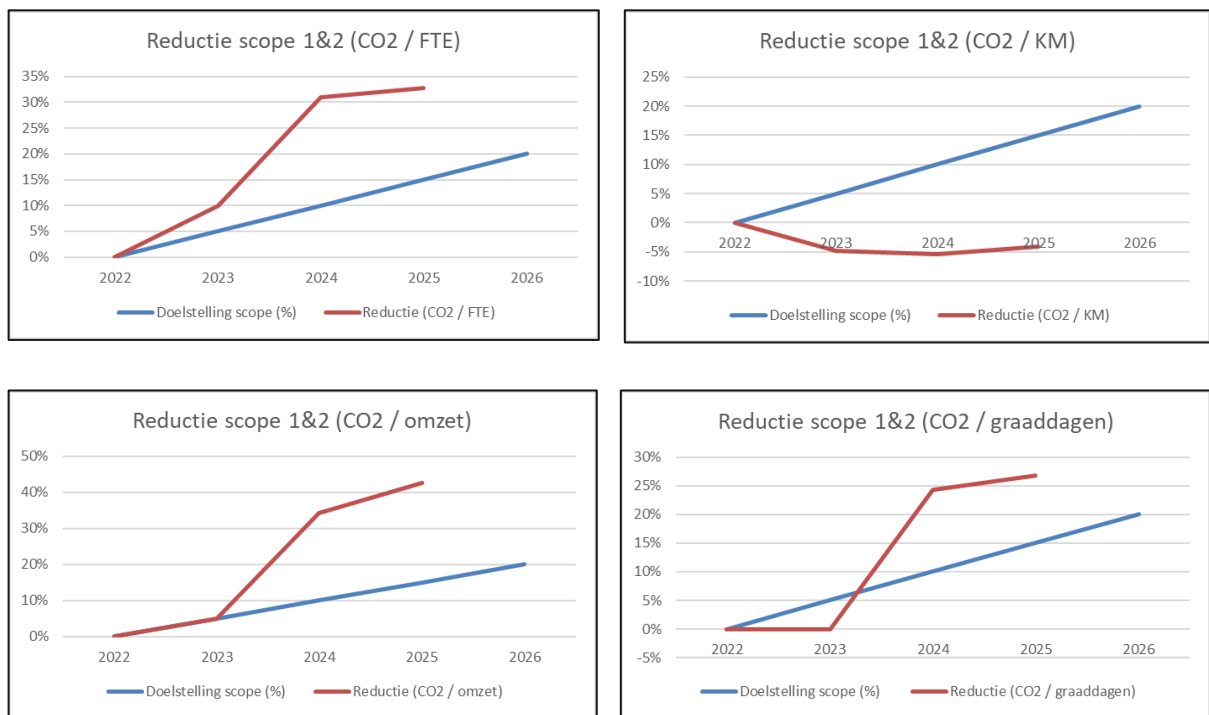 Reductie scope 1&2 (CO2 / FTE)
35%
30%
25%
20%
15%
10%
5%
0%
2022 2023 2024 2025 2026
Doelstelling scope (%) Reductie (CO2 / FTE)
Reductie scope 1&2 (CO2 / KM)
25%
20%
15%
10%
5%
0%
2022 2023 2024 2025 2026
-5%
-10%
Doelstelling scope (%) Reductie (CO2 / KM)
Reductie scope 1&2 (CO2 / omzet)
50%
40%
30%
20%
10%
0%
2022 2023 2024 2025 2026
Doelstelling scope (%) Reductie (CO2 / omzet)
Reductie scope 1&2 (CO2 / graaddagen)
30%
25%
20%
15%
10%
5%
0%
2022 2023 2024 2025 2026
-5%
Doelstelling scope (%) Reductie (CO2 / graaddagen)